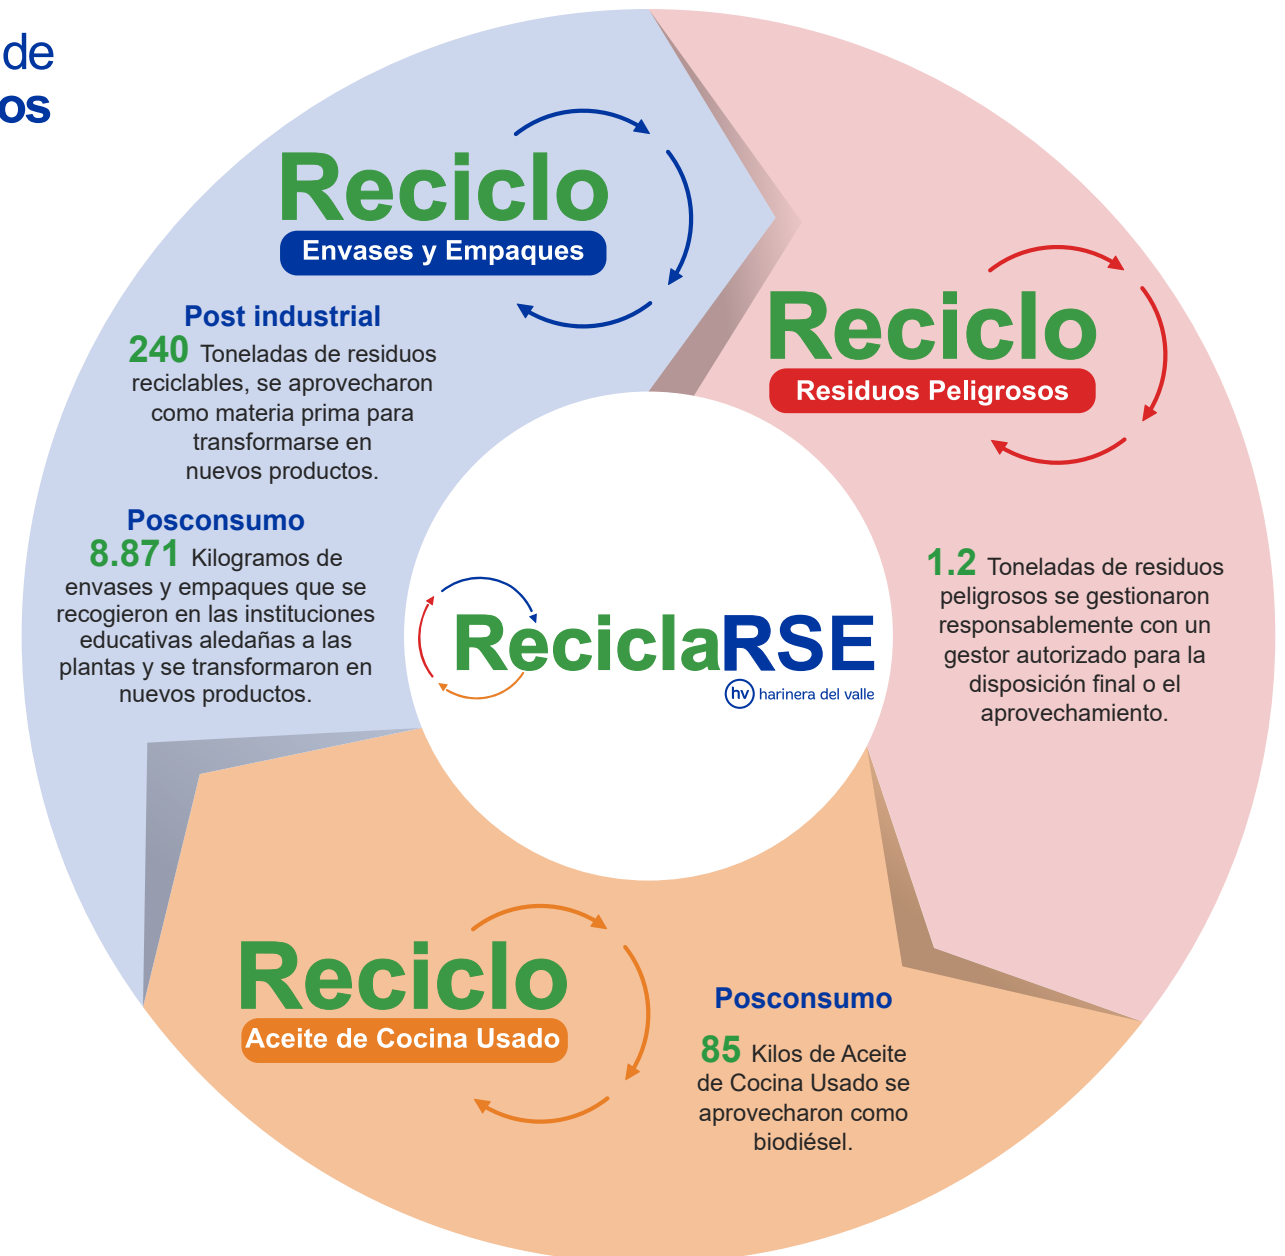 de
os
Reciclo
Envases y Empaques
Post industrial
240 Toneladas de residuos
reciclables, se aprovecharon
como materia prima para
transformarse en
nuevos productos.
Posconsumo
8.871 Kilogramos de
envases y empaques que se
recogieron en las instituciones
educativas aledañas a las
plantas y se transformaron en
nuevos productos.
Reciclo
Residuos Peligrosos
1.2 Toneladas de residuos
peligrosos se gestionaron
responsablemente con un
gestor autorizado para la
disposición final o el
aprovechamiento.
ReciclaRSE
hv harinera del valle
Reciclo
Aceite de Cocina Usado
Posconsumo
85 Kilos de Aceite
de Cocina Usado se
aprovecharon como
biodiésel.